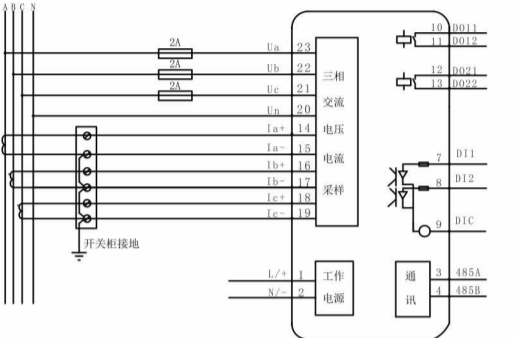 A B C N
2A Ua 23
2A Ub 22
2A Uc 21
Un 20
Ia+ 14
Ia- 15
Ib+ 16
Ib- 17
Ic+ 18
Ic- 19
三相
交流
电压
电流
采样
开关柜接地
L/+ 1
N/- 2
工作
电源
10 DO11
11 DO12
12 DO21
13 DO22
7 DI1
8 DI2
9 DIC
通
讯
3 485A
4 485B